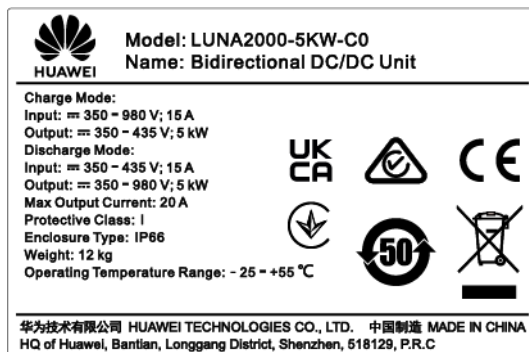 HUAWEI
Model: LUNA2000-5KW-C0
Name: Bidirectional DC/DC Unit
Charge Mode:
Input: ⎓ 350 - 980 V; 15 A
Output: ⎓ 350 - 435 V; 5 kW
Discharge Mode:
Input: ⎓ 350 - 435 V; 15 A
Output: ⎓ 350 - 980 V; 5 kW
Max Output Current: 20 A
Protective Class: I
Enclosure Type: IP66
Weight: 12 kg
Operating Temperature Range: - 25 - +55 ℃
UK
CA
CE
50
华为技术有限公司 HUAWEI TECHNOLOGIES CO., LTD. 中国制造 MADE IN CHINA
HQ of Huawei, Bantian, Longgang District, Shenzhen, 518129, P.R.C